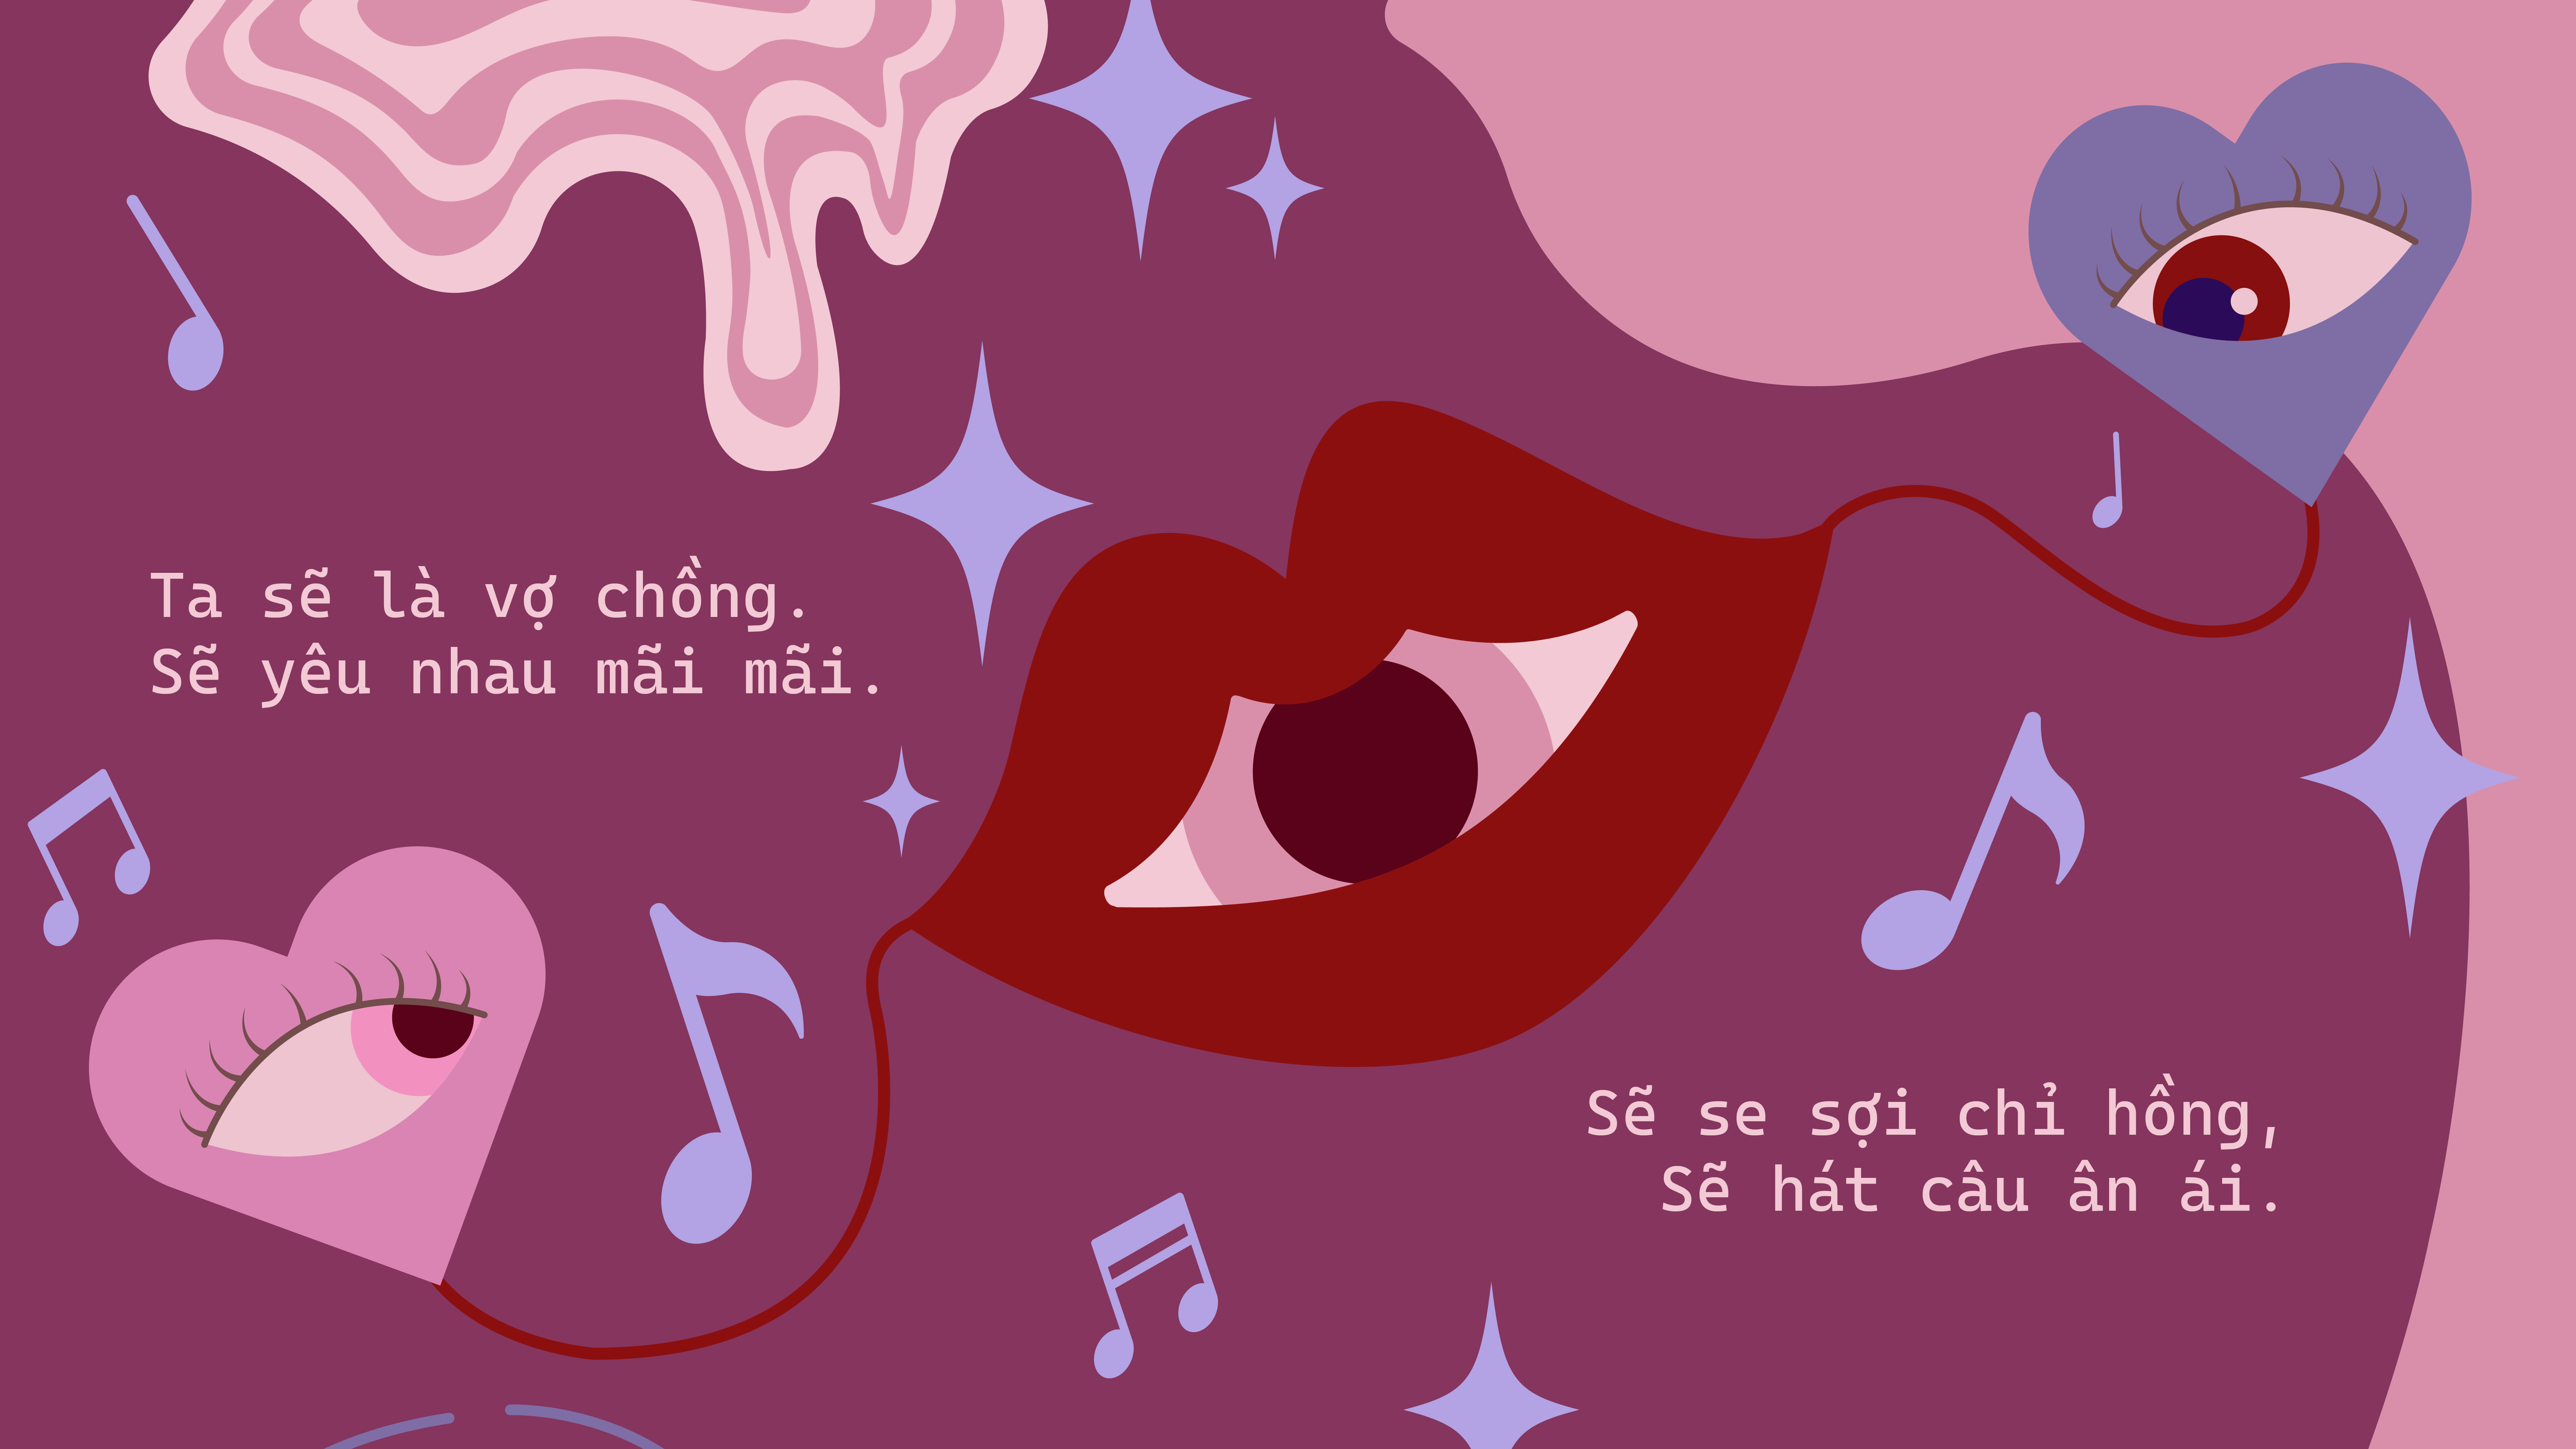 Ta sẽ là vợ chồng.
Sẽ yêu nhau mãi mãi.
Sẽ se sợi chỉ hồng,
Sẽ hát câu ân ái.